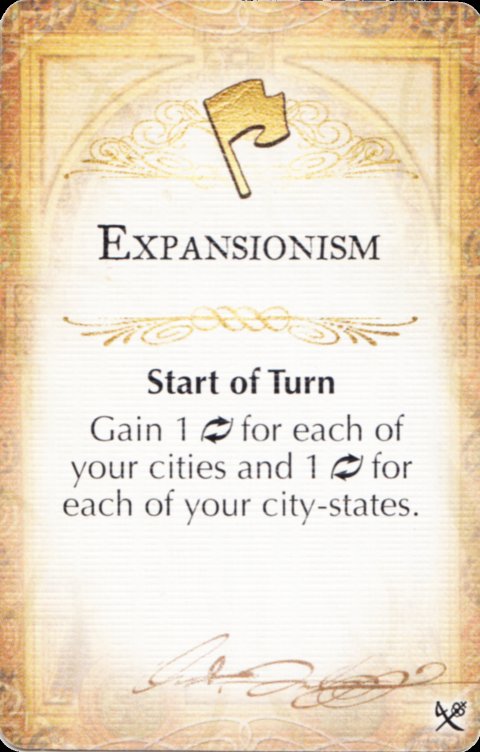 EXPANSIONISM
Start of Turn
Gain 1 for each of
your cities and 1 for
each of your city-states.